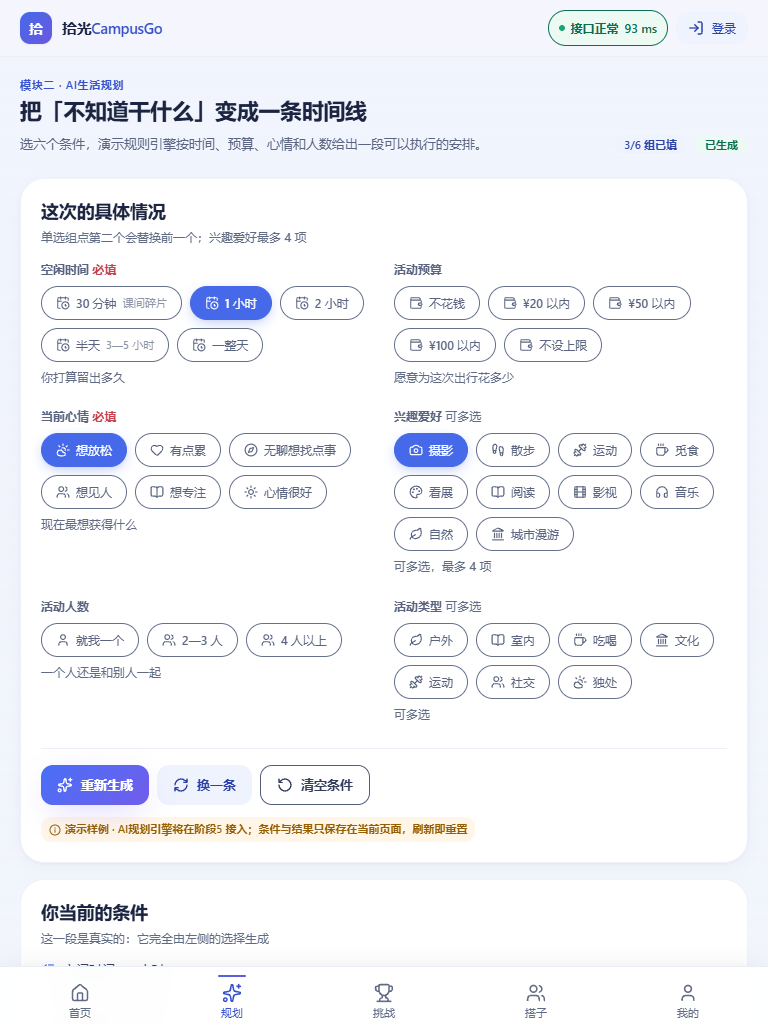 拾 拾光CampusGo
接口正常 93 ms
登录
模块二 · AI生活规划
把「不知道干什么」变成一条时间线
选六个条件，演示规则引擎按时间、预算、心情和人数给出一段可以执行的安排。
3/6 组已填 已生成
这次的具体情况
单选组点第二个会替换前一个；兴趣爱好最多 4 项
空闲时间 必填
30 分钟 课间碎片 1 小时 2 小时
半天 3—5 小时 一整天
你打算留出多久
活动预算
不花钱 ¥20 以内 ¥50 以内
¥100 以内 不设上限
愿意为这次出行花多少
当前心情 必填
想放松 有点累 无聊想找点事
想见人 想专注 心情很好
现在最想获得什么
兴趣爱好 可多选
摄影 散步 运动 觅食
看展 阅读 影视 音乐
自然 城市漫游
可多选，最多 4 项
活动人数
就我一个 2—3 人 4 人以上
一个人还是和别人一起
活动类型 可多选
户外 室内 吃喝 文化
运动 社交 独处
可多选
重新生成 换一条 清空条件
演示样例 · AI规划引擎将在阶段5 接入；条件与结果只保存在当前页面，刷新即重置
你当前的条件
这一段是真实的：它完全由左侧的选择生成
首页 规划 挑战 搭子 我的